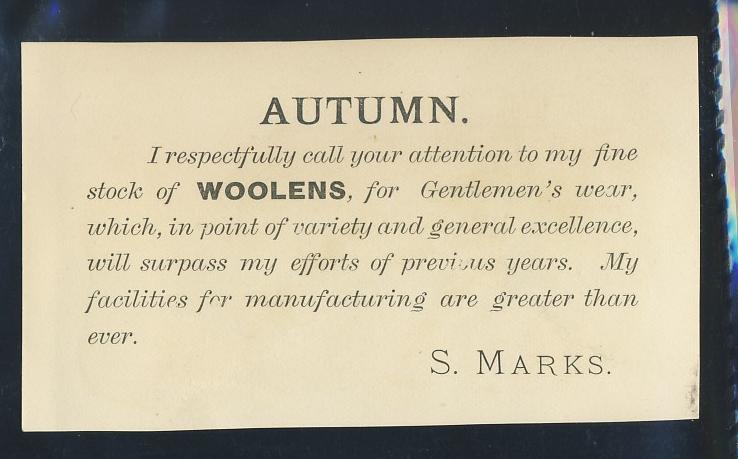 AUTUMN.
I respectfully call your attention to my fine
stock of WOOLENS, for Gentlemen's wear,
which, in point of variety and general excellence,
will surpass my efforts of previous years. My
facilities for manufacturing are greater than
ever.
S. MARKS.